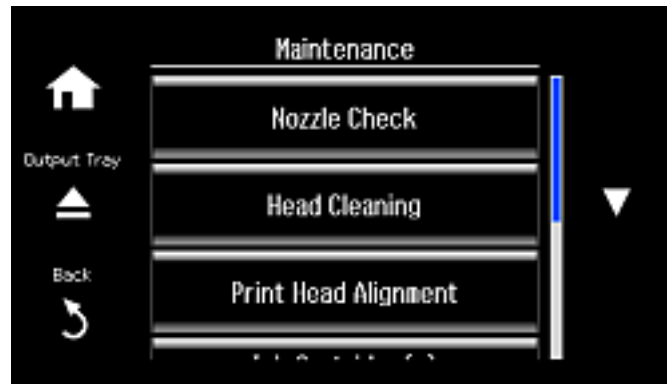 Maintenance
Nozzle Check
Output Tray
Head Cleaning
Back
Print Head Alignment